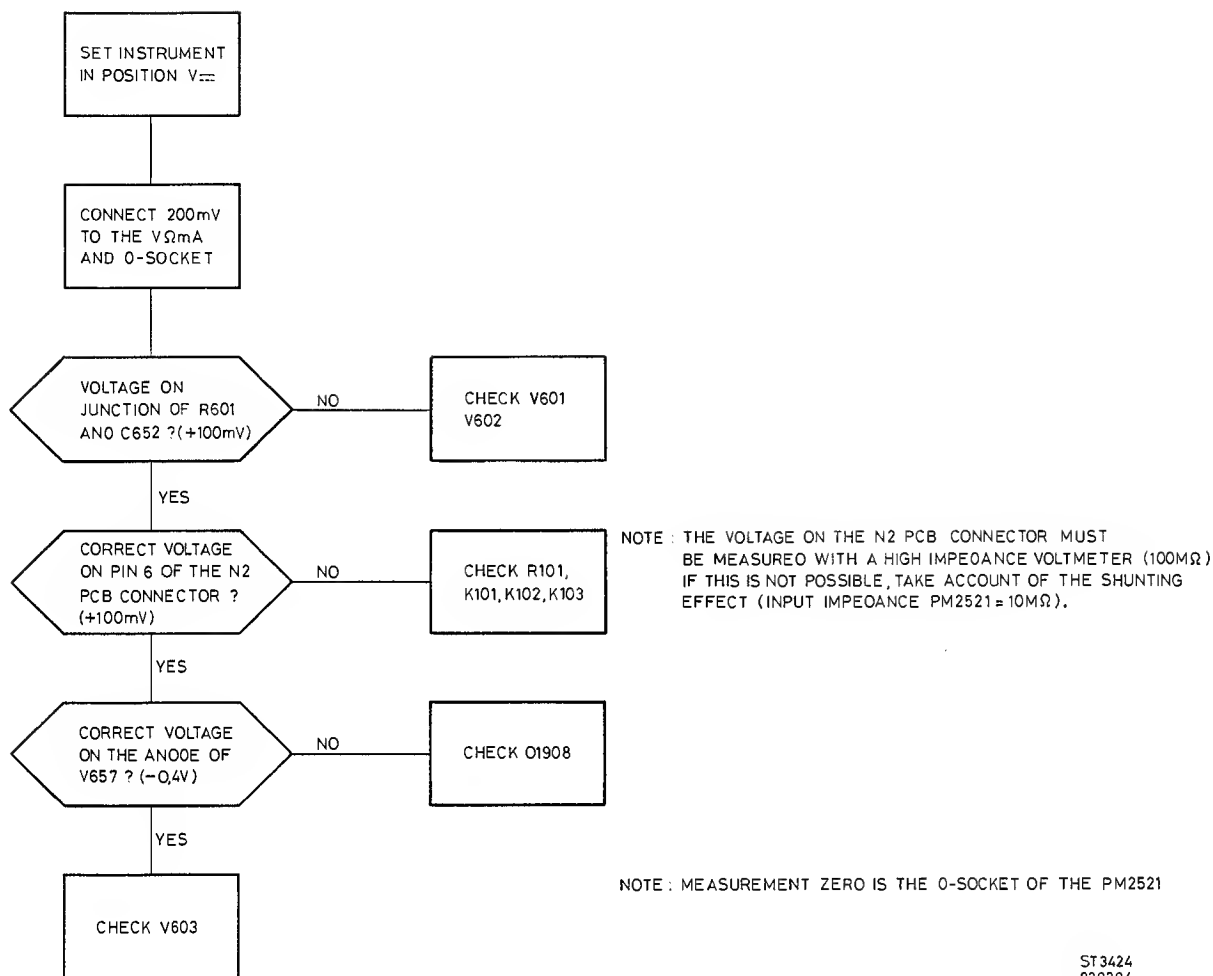 SET INSTRUMENT
IN POSITION V⎓
CONNECT 200mV
TO THE VΩmA
AND 0-SOCKET
VOLTAGE ON
JUNCTION OF R601
ANO C652 ?(+100mV)
NO
CHECK V601
V602
YES
CORRECT VOLTAGE
ON PIN 6 OF THE N2
PCB CONNECTOR ?
(+100mV)
NO
CHECK R101,
K101, K102, K103
NOTE : THE VOLTAGE ON THE N2 PCB CONNECTOR MUST
BE MEASUREO WITH A HIGH IMPEOANCE VOLTMETER (100MΩ)
IF THIS IS NOT POSSIBLE, TAKE ACCOUNT OF THE SHUNTING
EFFECT (INPUT IMPEOANCE PM2521 = 10MΩ).
YES
CORRECT VOLTAGE
ON THE ANOOE OF
V657 ? (-0,4V)
NO
CHECK O1908
YES
CHECK V603
NOTE : MEASUREMENT ZERO IS THE 0-SOCKET OF THE PM2521
ST3424